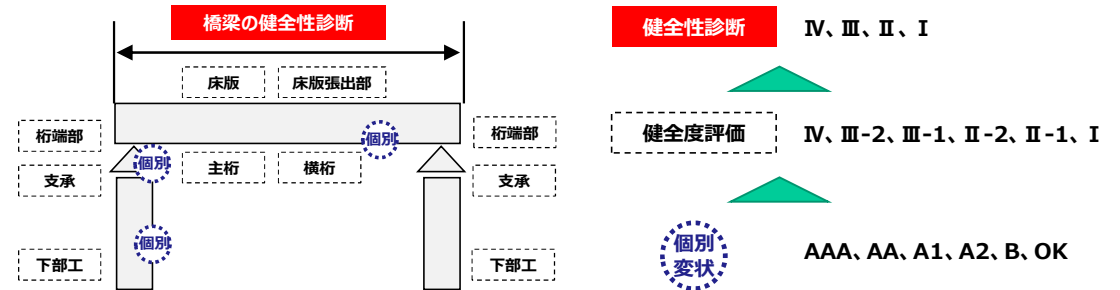 橋梁の健全性診断
床版
床版張出部
桁端部
桁端部
個別
個別
主桁
横桁
支承
支承
個別
下部工
下部工
健全性診断
Ⅳ、Ⅲ、Ⅱ、Ⅰ
健全度評価
Ⅳ、Ⅲ-2、Ⅲ-1、Ⅱ-2、Ⅱ-1、Ⅰ
個別
変状
AAA、AA、A1、A2、B、OK